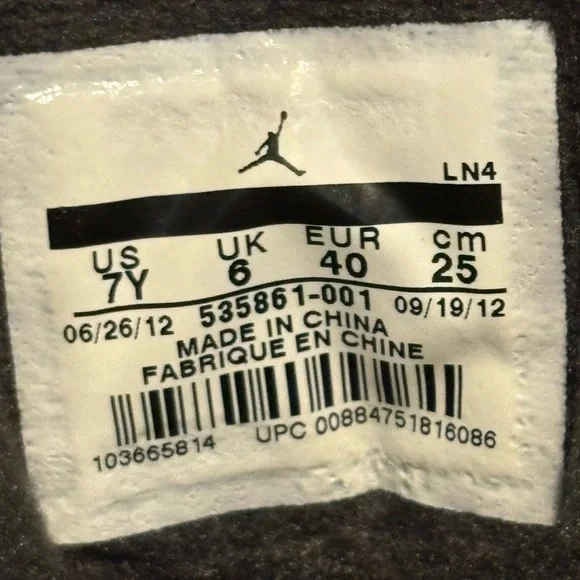 LN4
US UK EUR cm
7Y 6 40 25
06/26/12 535861-001 09/19/12
MADE IN CHINA
FABRIQUE EN CHINE
103665814 UPC 00884751816086